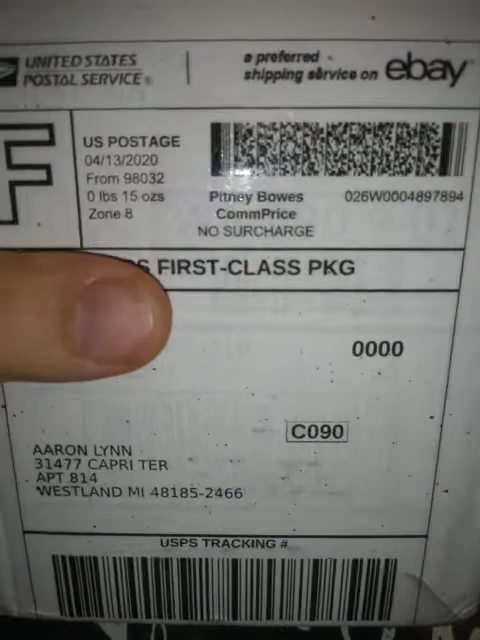 UNITED STATES
POSTAL SERVICE®
a preferred
shipping service on ebay
F
US POSTAGE
04/13/2020
From 98032
0 lbs 15 ozs
Zone 8
Pitney Bowes
CommPrice
NO SURCHARGE
026W0004897894
S FIRST-CLASS PKG
0000
C090
AARON LYNN
31477 CAPRI TER
APT 814
WESTLAND MI 48185-2466
USPS TRACKING #